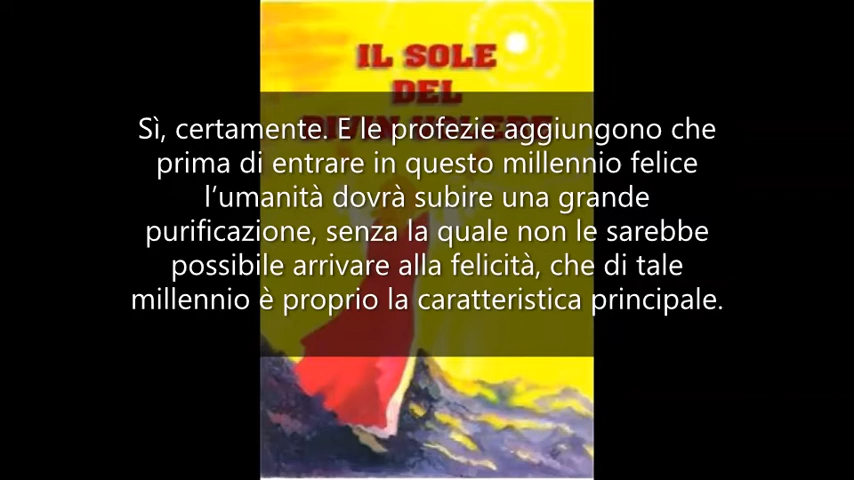 IL SOLE
DEL
Sì, certamente. E le profezie aggiungono che
prima di entrare in questo millennio felice
l'umanità dovrà subire una grande
purificazione, senza la quale non le sarebbe
possibile arrivare alla felicità, che di tale
millennio è proprio la caratteristica principale.